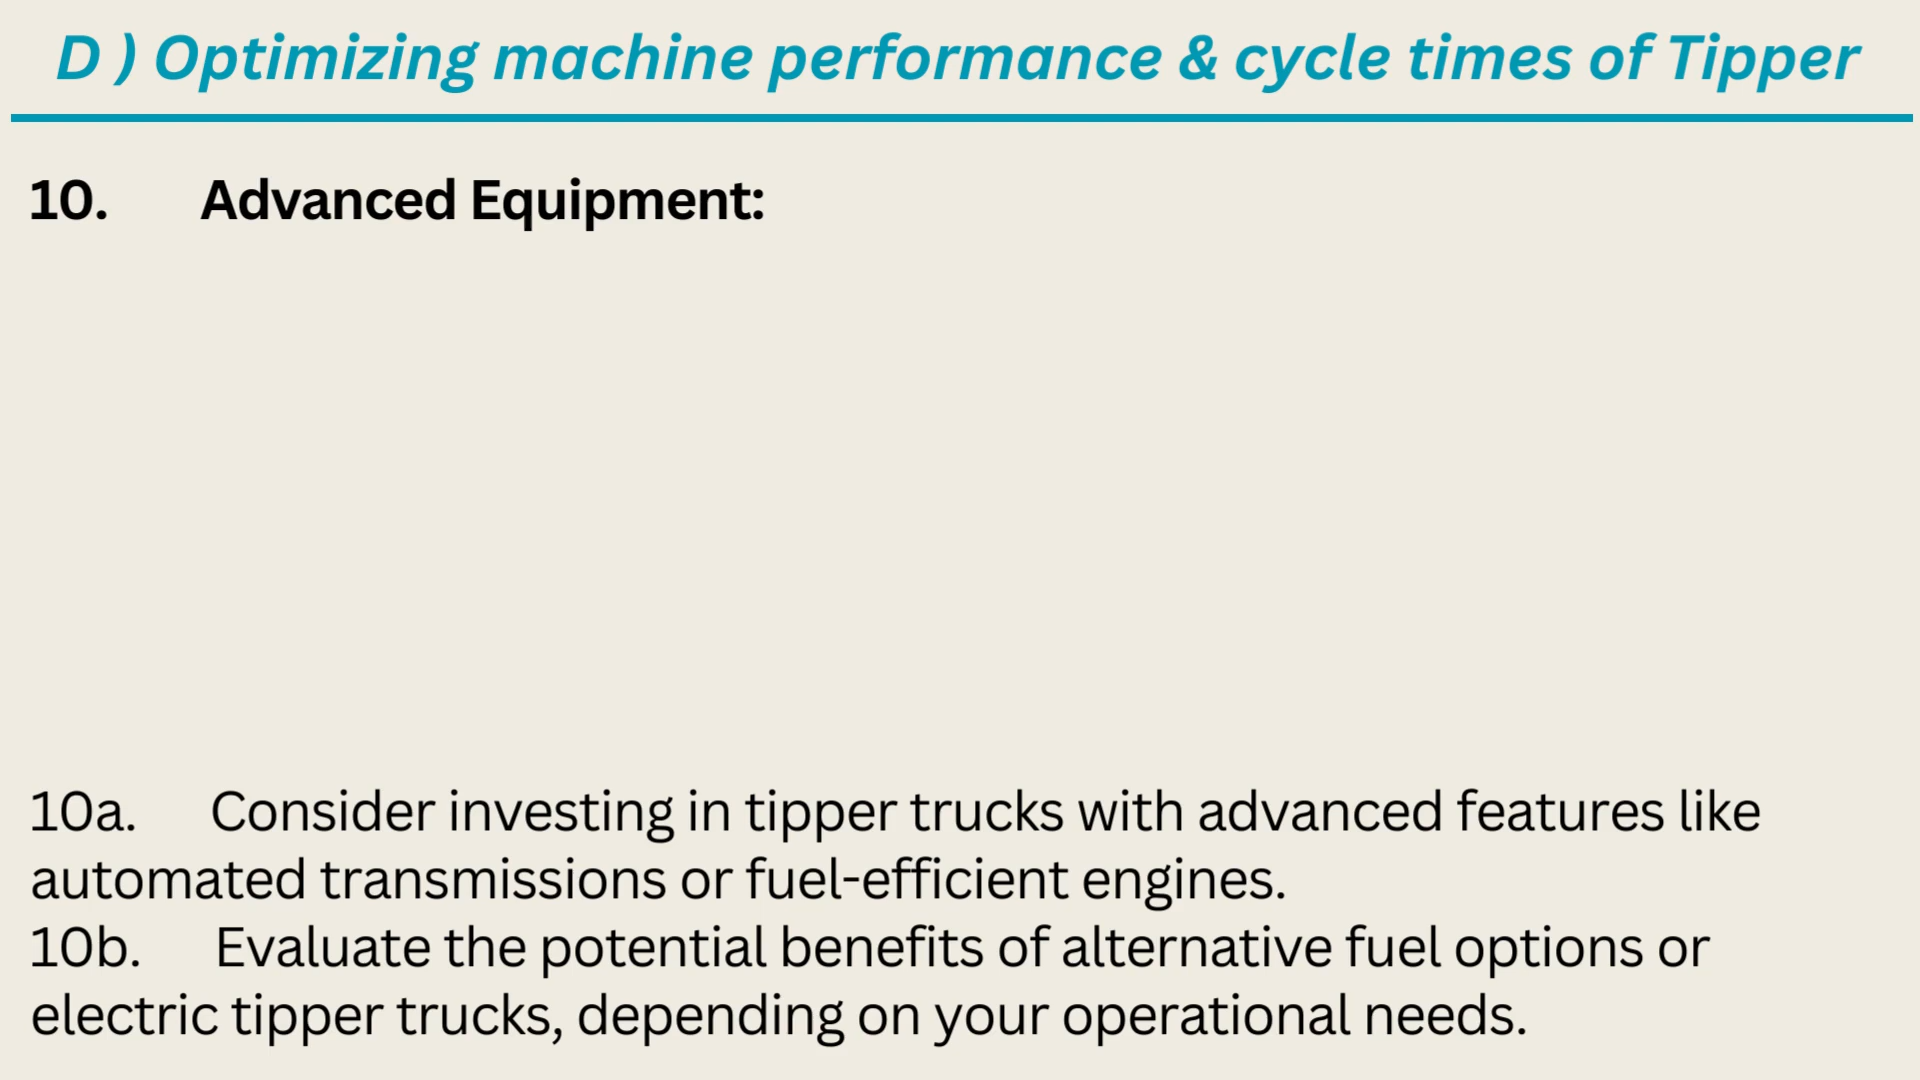 D ) Optimizing machine performance & cycle times of Tipper
10. Advanced Equipment:
10a. Consider investing in tipper trucks with advanced features like
automated transmissions or fuel-efficient engines.
10b. Evaluate the potential benefits of alternative fuel options or
electric tipper trucks, depending on your operational needs.